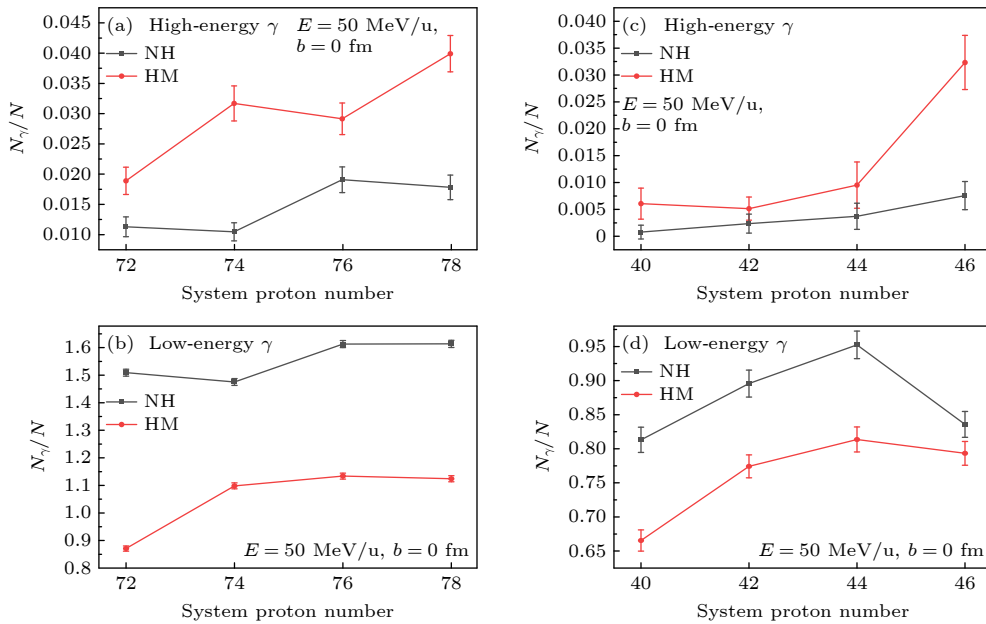 (a) High-energy γ E = 50 MeV/u,
b = 0 fm
NH
HM
Nγ/N
0.045
0.040
0.035
0.030
0.025
0.020
0.015
0.010
72 74 76 78
System proton number
(c) High-energy γ
NH
HM
E = 50 MeV/u,
b = 0 fm
Nγ/N
0.040
0.035
0.030
0.025
0.020
0.015
0.010
0.005
0
40 42 44 46
System proton number
(b) Low-energy γ
NH
HM
E = 50 MeV/u, b = 0 fm
Nγ/N
1.6
1.5
1.4
1.3
1.2
1.1
1.0
0.9
0.8
72 74 76 78
System proton number
(d) Low-energy γ
NH
HM
E = 50 MeV/u, b = 0 fm
Nγ/N
0.95
0.90
0.85
0.80
0.75
0.70
0.65
40 42 44 46
System proton number